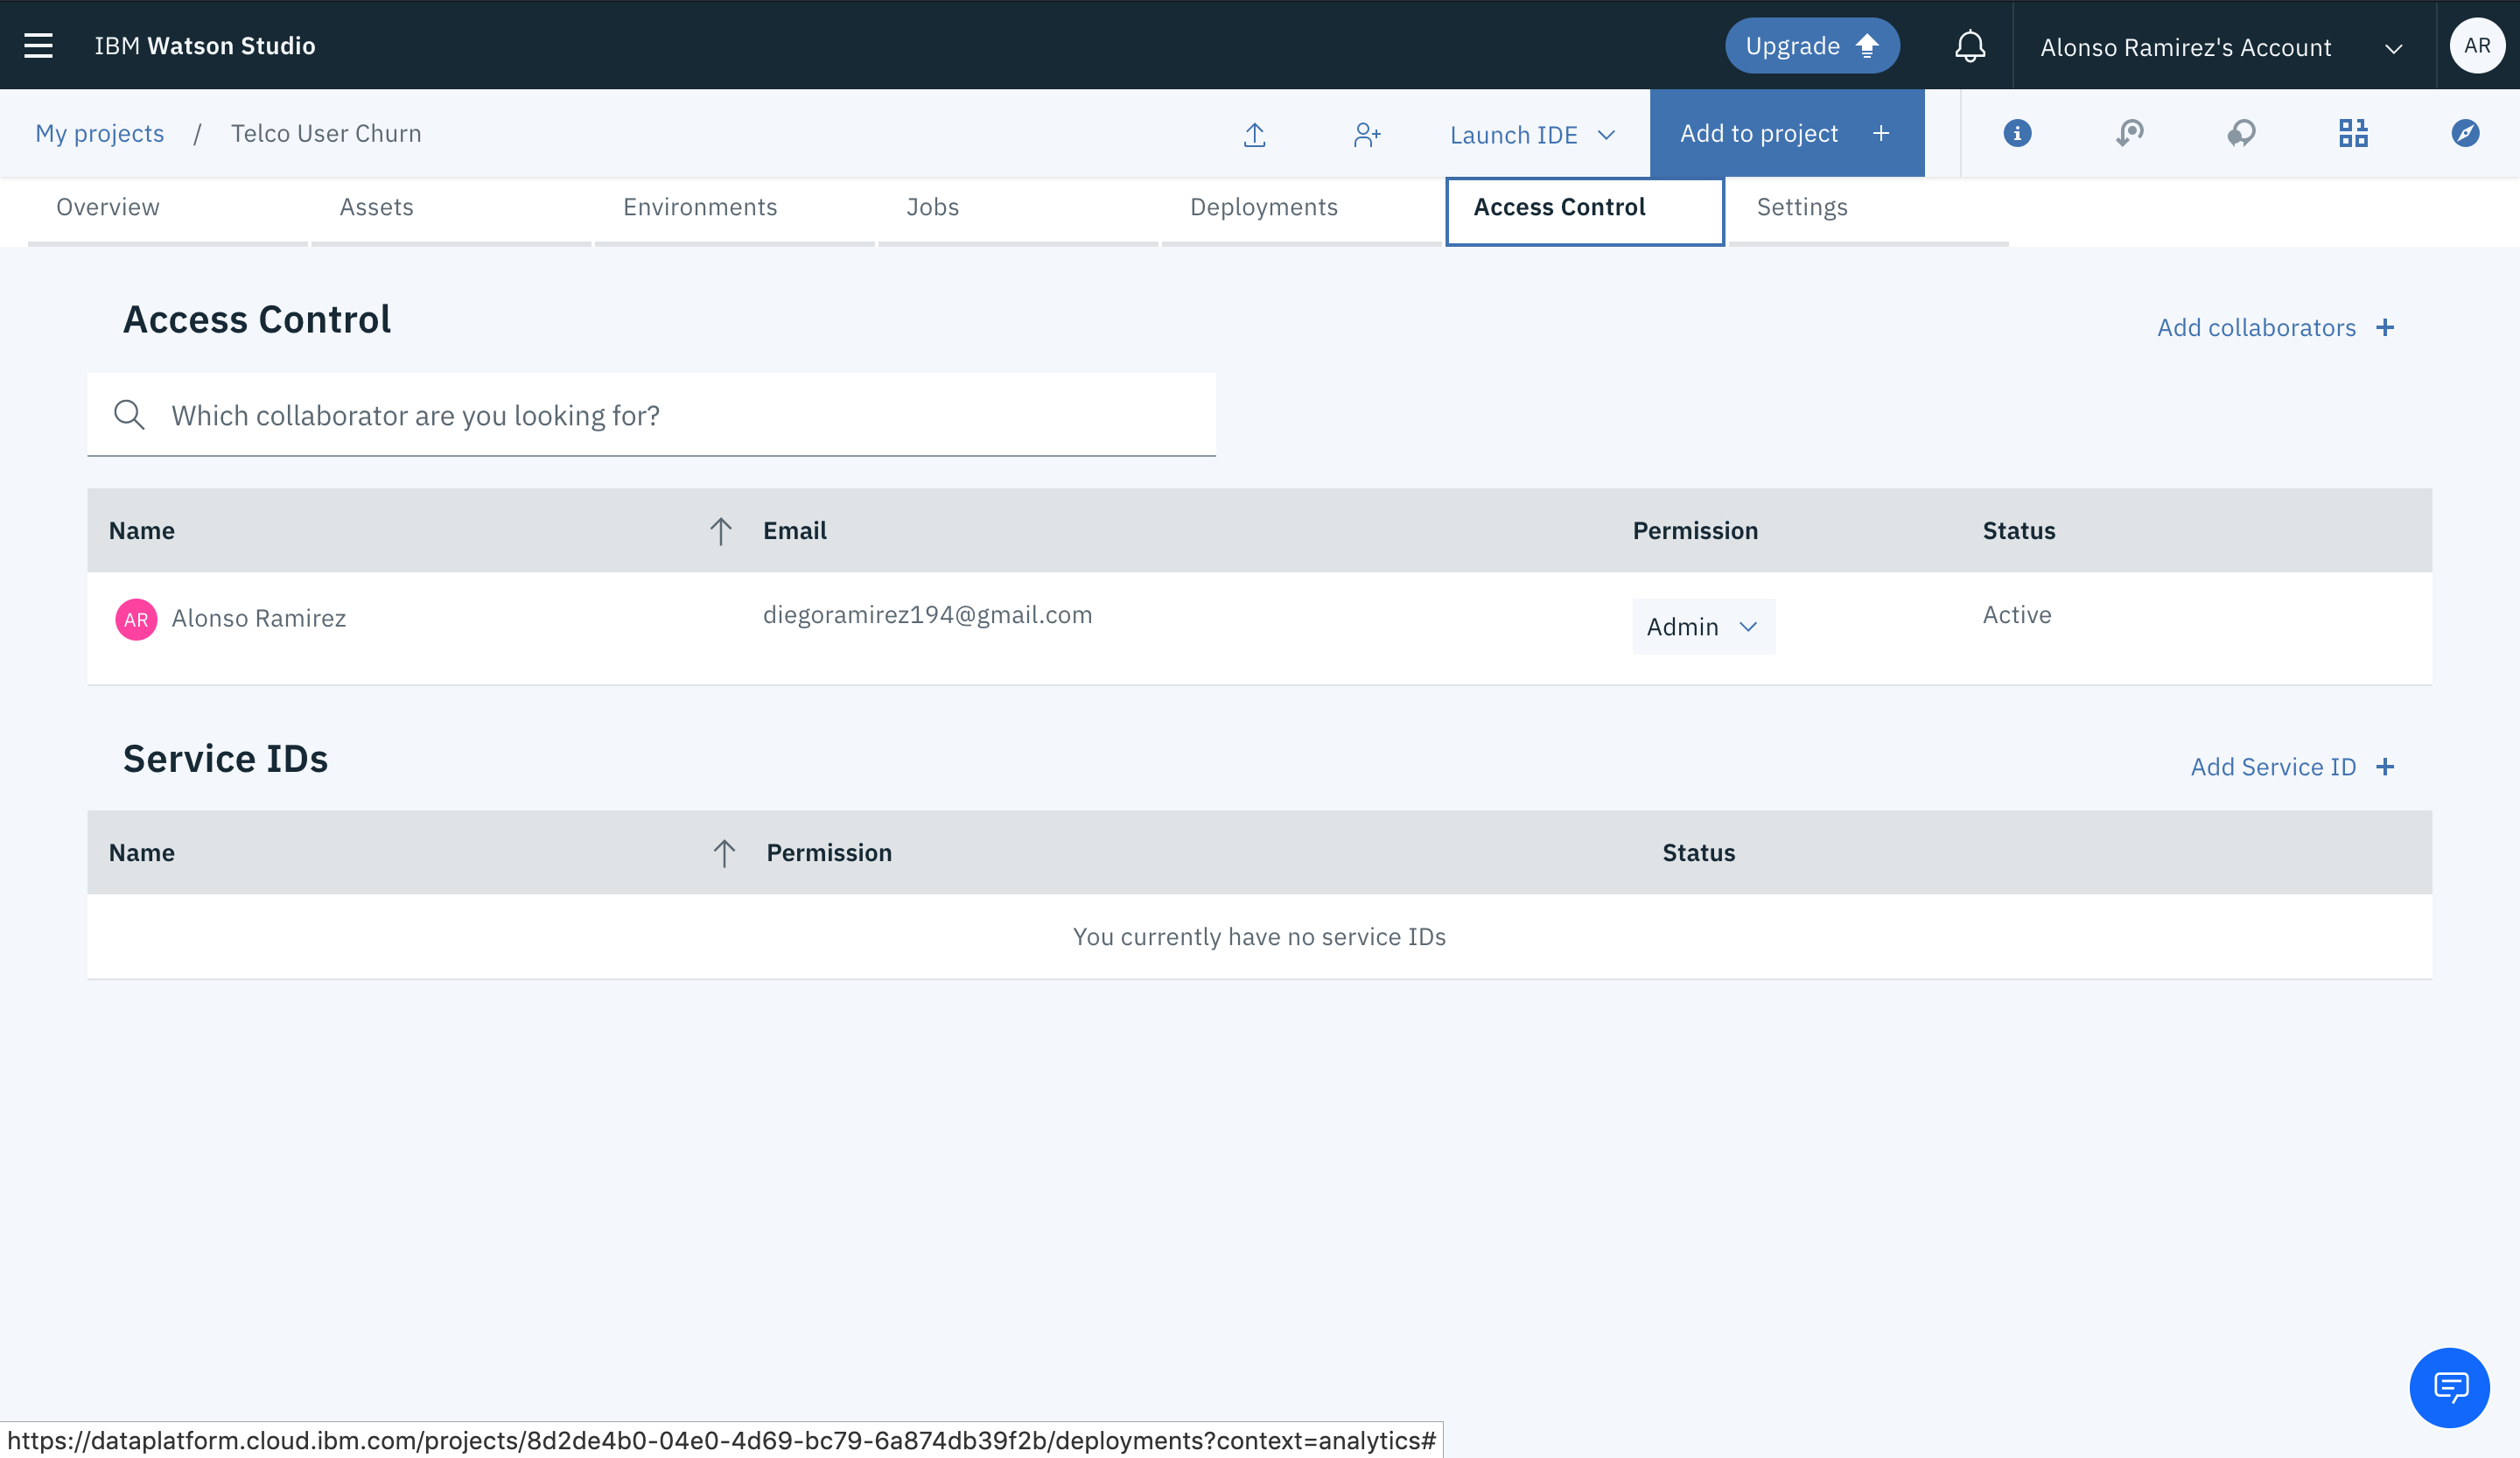 IBM Watson Studio
Upgrade
Alonso Ramirez's Account
AR
My projects / Telco User Churn
Launch IDE
Add to project +
Overview
Assets
Environments
Jobs
Deployments
Access Control
Settings
Access Control
Add collaborators +
Which collaborator are you looking for?
Name
Email
Permission
Status
AR
Alonso Ramirez
diegoramirez194@gmail.com
Admin
Active
Service IDs
Add Service ID +
Name
Permission
Status
You currently have no service IDs
https://dataplatform.cloud.ibm.com/projects/8d2de4b0-04e0-4d69-bc79-6a874db39f2b/deployments?context=analytics#